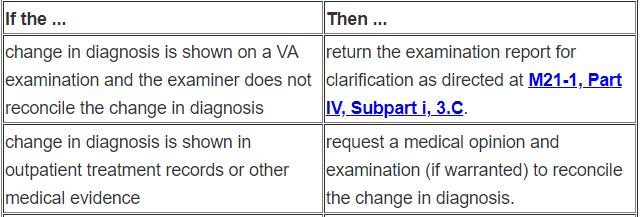 If the ...
Then ...
change in diagnosis is shown on a VA
examination and the examiner does not
reconcile the change in diagnosis
return the examination report for
clarification as directed at M21-1, Part
IV, Subpart i, 3.C.
change in diagnosis is shown in
outpatient treatment records or other
medical evidence
request a medical opinion and
examination (if warranted) to reconcile
the change in diagnosis.